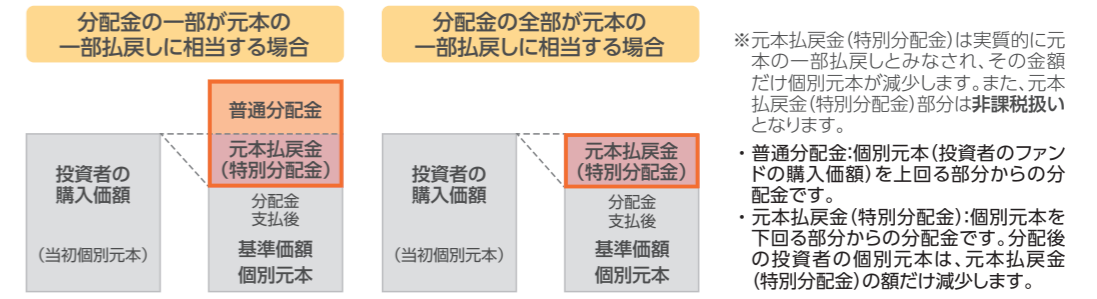 分配金の一部が元本の
一部払戻しに相当する場合
普通分配金
元本払戻金
(特別分配金)
投資者の
購入価額
(当初個別元本)
分配金
支払後
基準価額
個別元本
分配金の全部が元本の
一部払戻しに相当する場合
元本払戻金
(特別分配金)
投資者の
購入価額
(当初個別元本)
分配金
支払後
基準価額
個別元本
※元本払戻金(特別分配金)は実質的に元
本の一部払戻しとみなされ、その金額
だけ個別元本が減少します。また、元本
払戻金(特別分配金)部分は非課税扱い
となります。
・普通分配金:個別元本(投資者のファン
ドの購入価額)を上回る部分からの分
配金です。
・元本払戻金(特別分配金):個別元本を
下回る部分からの分配金です。分配後
の投資者の個別元本は、元本払戻金
(特別分配金)の額だけ減少します。